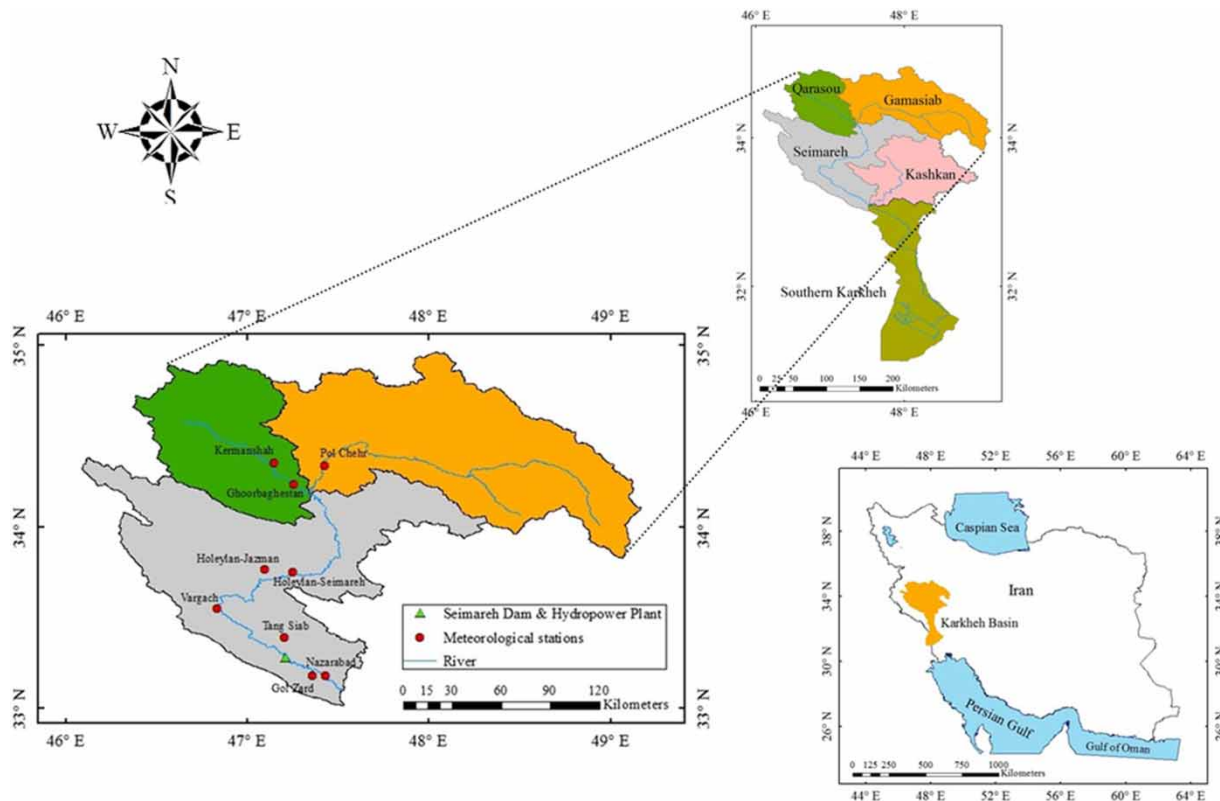 N
W E
S
46° E 48° E
Qarasou
Gamasiab
34° N 34° N
Seimareh
Kashkan
32° N 32° N
Southern Karkheh
0 25 50 100 150 200
Kilometers
46° E 48° E
46° E 47° E 48° E 49° E
35° N 35° N
Kermanshah
Pol Chehr
Ghoorbaghestan
34° N 34° N
Holeylan-Jazman
Holeylan-Seimareh
Vargach
Tang Siab
Nazarabad
Gol Zard
Seimareh Dam & Hydropower Plant
Meteorological stations
River
0 15 30 60 90 120
Kilometers
33° N 33° N
46° E 47° E 48° E 49° E
44° E 48° E 52° E 56° E 60° E 64° E
38° N 38° N
Caspian Sea
Iran
34° N 34° N
Karkheh Basin
30° N 30° N
Persian Gulf
26° N 26° N
Gulf of Oman
0 125 250 500 750 1000
Kilometers
44° E 48° E 52° E 56° E 60° E 64° E